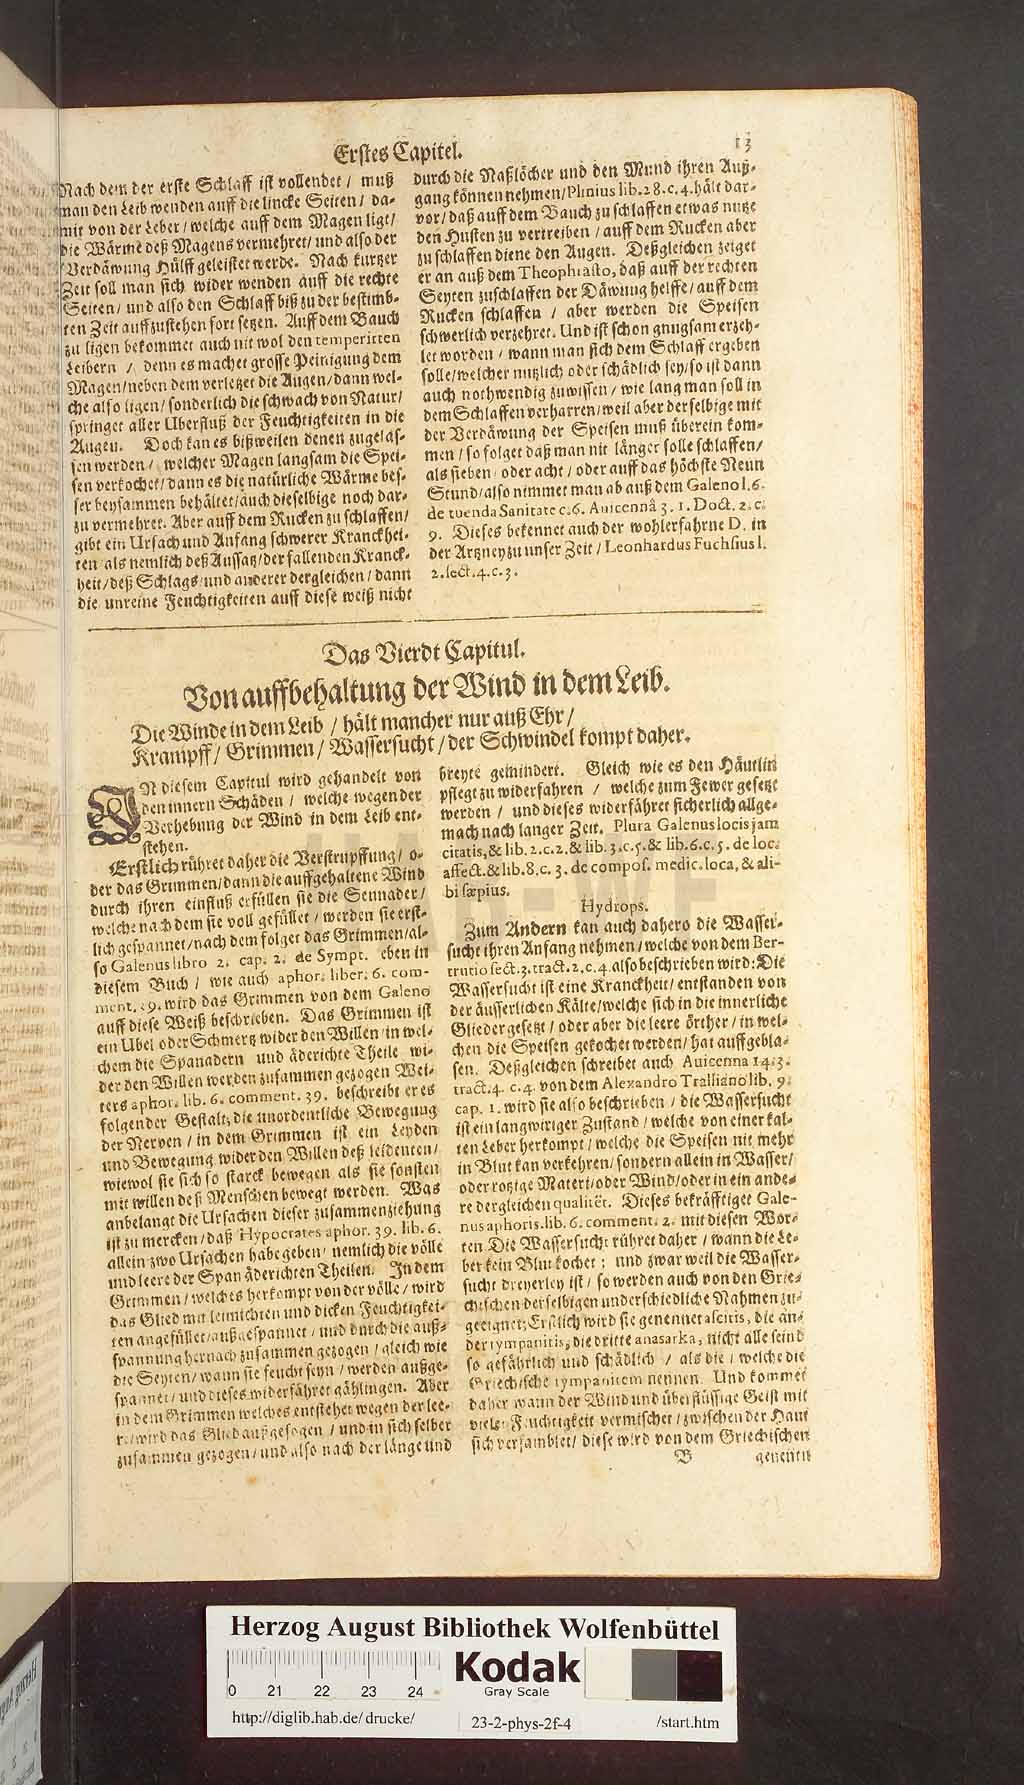 Erstes Capitel.
13
Nach dem der erste Schlaff ist vollendet / muß
man den Leib wenden auff die lincke Seiten / da-
mit von der Leber / welche auff dem Magen ligt /
die Wärme deß Magens vermehret / und also der
Verdäwung Hülff geleistet werde. Nach kurtzer
Zeit soll man sich wider wenden auff die rechte
Seiten / und also den Schlaff biß zu der bestimb-
ten Zeit auffzustehen fort setzen. Auff dem Bauch
zu ligen bekommet auch nit wol den temperirten
Leibern / denn es machet grosse Peinigung dem
Magen / neben dem verletzet die Augen / dann wel-
che also ligen / sonderlich die schwach von Natur /
springet aller Uberfluß der Feuchtigkeiten in die
Augen. Doch kan es bißweilen denen zugelas-
sen werden / welcher Magen langsam die Spei-
sen verkochet / dann es die natürliche Wärme bes-
ser beysammen behältet / auch dieselbige noch dar-
zu vermehret. Aber auff dem Rucken zu schlaffen /
gibt ein Ursach und Anfang schwerer Kranckhei-
ten / als nemlich deß Aussatz / der fallenden Kranck-
heit / deß Schlags / und anderer dergleichen / dann
die unreine Feuchtigkeiten auff diese weiß nicht
durch die Naßlöcher und den Mund ihren Auß-
gang können nehmen / Plinius lib. 28. c. 4. hält dar-
vor / daß auff dem Bauch zu schlaffen etwas nutze
den Husten zu vertreiben / auff dem Rucken aber
zu schlaffen diene den Augen. Deßgleichen zeiget
er an auß dem Theophrasto, daß auff der rechten
Seyten zuschlaffen der Däwung helffe / auff dem
Rucken schlaffen / aber werden die Speisen
schwerlich verzehret. Und ist schon gnugsam erzeh-
let worden / wann man sich dem Schlaff ergeben
solle / welcher nutzlich oder schädlich sey / so ist dann
auch nothwendig zuwissen / wie lang man soll in
dem Schlaffen verharren / weil aber derselbige mit
der Verdäwung der Speisen muß überein kom-
men / so folget daß man nit länger solle schlaffen /
als sieben / oder acht / oder auff das höchste Neun
Stund / also nimmet man ab auß dem Galeno l. 6.
de tuenda Sanitate c. 6. Avicennâ 3. 1. Doct. 2. c.
9. Dieses bekennet auch der wohlerfahrne D. in
der Artzney zu unser Zeit / Leonhardus Fuchsius l.
2. sect. 4. c. 3.
Das Vierdt Capitul.
Von auffbehaltung der Wind in dem Leib.
Die Winde in dem Leib / hält mancher nur auß Ehr /
Krampff / Grimmen / Wassersucht / der Schwindel kompt daher.
IN diesem Capitul wird gehandelt von
den innern Schäden / welche wegen der
Verhebung der Wind in dem Leib ent-
stehen.
Erstlich rühret daher die Verstrupffung / o-
der das Grimmen / dann die auffgehaltene Wind
durch ihren einfluß erfüllen sie die Sennader /
welche nach dem sie voll gefüllet / werden sie erst-
lich gespannet / nach dem folget das Grimmen / al-
so Galenus libro 2. cap. 2. de Sympt. eben in
diesem Buch / wie auch aphor. liber. 6. com-
ment. 39. wird das Grimmen von dem Galeno
auff diese Weiß beschrieben. Das Grimmen ist
ein Ubel oder Schmertz wider den Willen / in wel-
chem die Spanadern und äderichte Theile wi-
der den Willen werden zusammen gezogen Wei-
ters aphor. lib. 6. comment. 39. beschreibt er es
folgender Gestalt; die unordentliche Bewegung
der Nerven / in dem Grimmen ist ein Leyden
und Bewegung wider den Willen deß leidenten /
wiewol sie sich so starck bewegen als sie sonsten
mit willen deß Menschen bewegt werden. Was
anbelangt die Ursachen dieser zusammenziehung
ist zu mercken / daß Hypocrates aphor. 39. lib. 6.
allein zwo Ursachen habe geben / nemlich die völle
und leere der Span äderichten Theilen. In dem
Grimmen / welches herkompt von der völle / wird
das Glied mit leimichten und dicken Feuchtigkei-
ten angefüllet / außgespannet / und durch die auß-
spannung hernach zusammen gezogen / gleich wie
die Seyten / wann sie feucht seyn / werden außge-
spannet / und dieses widerfähret gählingen. Aber
in dem Grimmen welches entstehet wegen der lee-
re / wird das Glied außgesogen / und in sich selber
zusammen gezogen / und also nach der länge und
breyte gemindert. Gleich wie es den Häutlin
pflegt zu widerfahren / welche zum Fewer gesetzt
werden / und dieses widerfähret sicherlich allge-
mach nach langer Zeit. Plura Galenus locis jam
citatis, & lib. 2. c. 2. & lib. 3. c. 5. & lib. 6. c. 5. de loc.
affect. & lib. 8. c. 3. de compos. medic. loca, & ali-
bi sæpius.
Hydrops.
Zum Andern kan auch dahero die Wasser-
sucht ihren Anfang nehmen / welche von dem Ber-
trutio sect. 3. tract. 2. c. 4. also beschrieben wird: Die
Wassersucht ist eine Kranckheit / entstanden von
der äusserlichen Kälte / welche sich in die innerliche
Glieder gesetzt / oder aber die leere örther / in wel-
chen die Speisen gekochet werden / hat auffgebla-
sen. Deßgleichen schreibet auch Avicenna 14. 3.
tract. 4. c. 4. von dem Alexandro Tralliano lib. 9.
cap. 1. wird sie also beschrieben / die Wassersucht
ist ein langwiriger Zustand / welche von einer kal-
ten Leber herkompt / welche die Speisen nit mehr
in Blut kan verkehren / sondern allein in Wasser /
oder rotzige Materi / oder Wind / oder in ein ande-
re dergleichen qualitët. Dieses bekräfftiget Gale-
nus aphoris. lib. 6. comment. 2. mit diesen Wor-
ten Die Wassersucht rühret daher / wann die Le-
ber kein Blut kochet; und zwar weil die Wasser-
sucht dreyerley ist / so werden auch von den Grie-
chischen derselbigen underschiedliche Nahmen zu-
geeignet; Erstlich wird sie genennet ascitis, die an-
der tympanitis, die dritte anasarka, nicht alle seind
so gefährlich und schädlich / als die / welche die
Griechische tympanitem nennen. Und kommet
daher wann der Wind und überflüssige Geist mit
vieler Feuchtigkeit vermischet / zwischen der Haut
sich versamblet / diese wird von dem Griechischen
B
genennt
Herzog August Bibliothek Wolfenbüttel
0 21 22 23 24
Kodak
Gray Scale
http://diglib.hab.de/drucke/
23-2-phys-2f-4
/start.htm